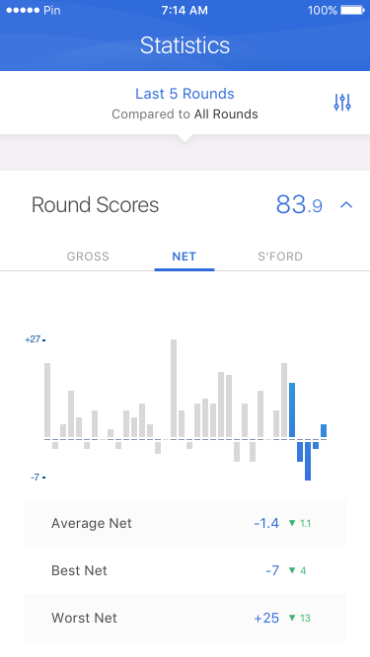 Pin 7:14 AM 100%
Statistics
Last 5 Rounds
Compared to All Rounds
Round Scores 83.9
GROSS NET S'FORD
+27
-7
Average Net -1.4 ▼ 1.1
Best Net -7 ▼ 4
Worst Net +25 ▼ 13